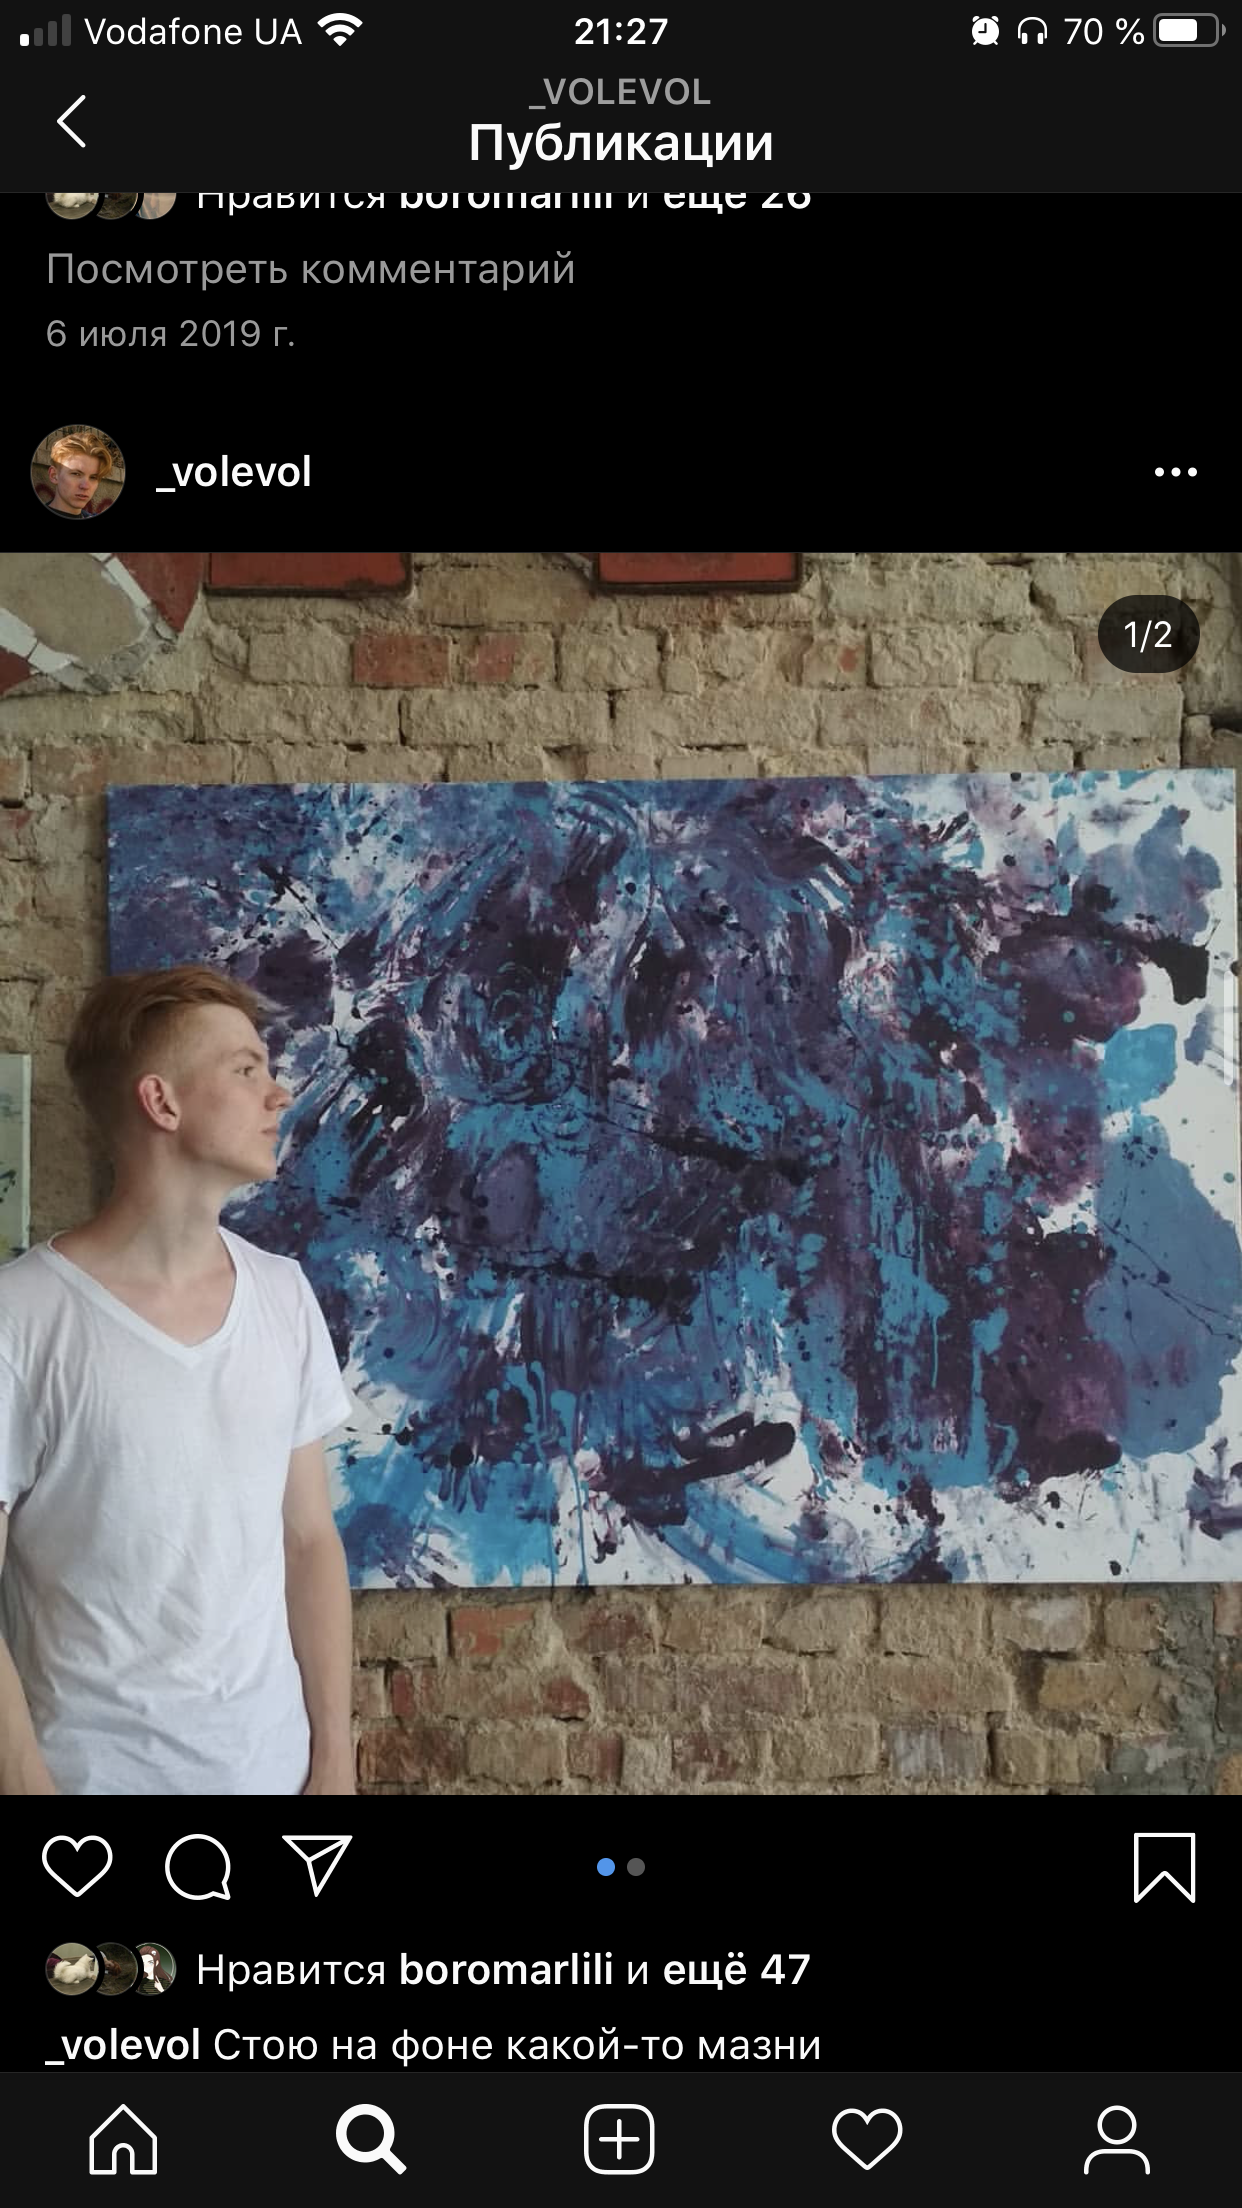 Vodafone UA 21:27 70 %
_VOLEVOL
Публикации
Нравится boromarlili и ещё 26
Посмотреть комментарий
6 июля 2019 г.
_volevol
1/2
Нравится boromarlili и ещё 47
_volevol Стою на фоне какой-то мазни